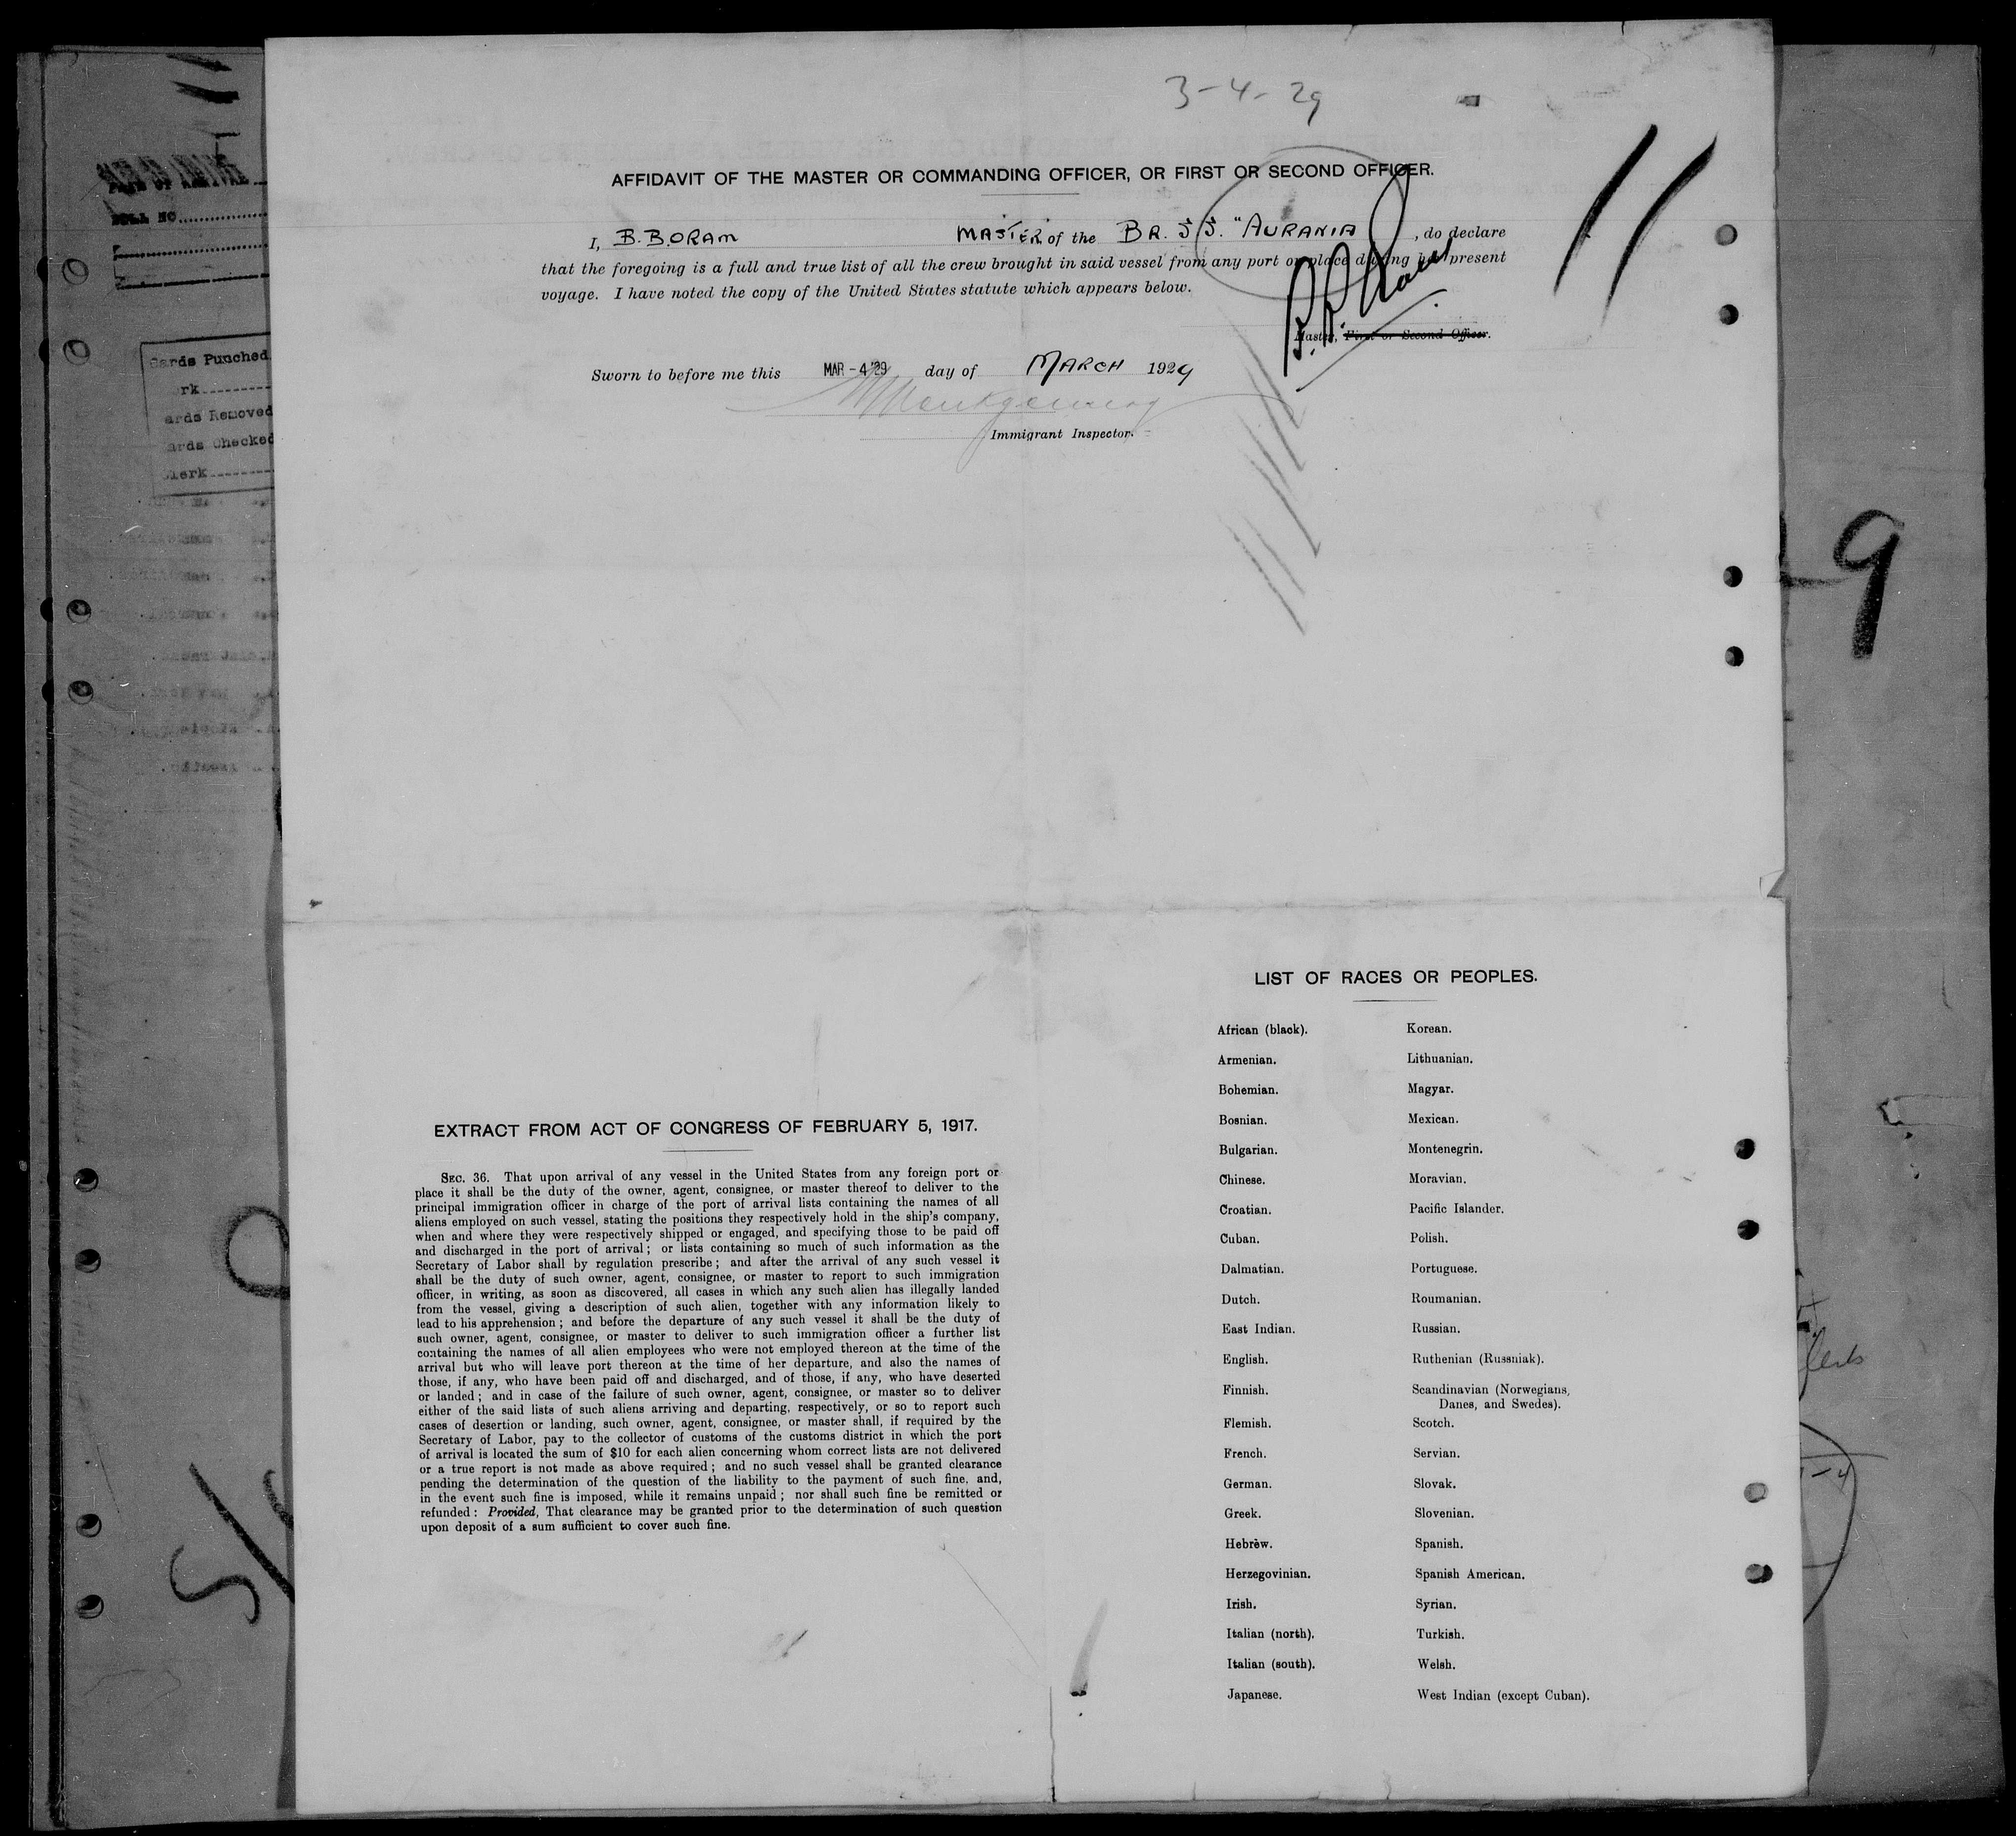 3-4-29
11
AFFIDAVIT OF THE MASTER OR COMMANDING OFFICER, OR FIRST OR SECOND OFFICER.
I, B. BORAM MASTER of the BR. S.S. "AURANIA , do declare
that the foregoing is a full and true list of all the crew brought in said vessel from any port or place during her present
voyage. I have noted the copy of the United States statute which appears below.
Master, First or Second Officer.
Sworn to before me this MAR - 4 '29 day of MARCH 1929
Montgomery
Immigrant Inspector.
ROLL NO
Cards Punched
rk
ards Removed
ards Checked
lerk
9
EXTRACT FROM ACT OF CONGRESS OF FEBRUARY 5, 1917.
SEC. 36. That upon arrival of any vessel in the United States from any foreign port or
place it shall be the duty of the owner, agent, consignee, or master thereof to deliver to the
principal immigration officer in charge of the port of arrival lists containing the names of all
aliens employed on such vessel, stating the positions they respectively hold in the ship's company,
when and where they were respectively shipped or engaged, and specifying those to be paid off
and discharged in the port of arrival; or lists containing so much of such information as the
Secretary of Labor shall by regulation prescribe; and after the arrival of any such vessel it
shall be the duty of such owner, agent, consignee, or master to report to such immigration
officer, in writing, as soon as discovered, all cases in which any such alien has illegally landed
from the vessel, giving a description of such alien, together with any information likely to
lead to his apprehension; and before the departure of any such vessel it shall be the duty of
such owner, agent, consignee, or master to deliver to such immigration officer a further list
containing the names of all alien employees who were not employed thereon at the time of the
arrival but who will leave port thereon at the time of her departure, and also the names of
those, if any, who have been paid off and discharged, and of those, if any, who have deserted
or landed; and in case of the failure of such owner, agent, consignee, or master so to deliver
either of the said lists of such aliens arriving and departing, respectively, or so to report such
cases of desertion or landing, such owner, agent, consignee, or master shall, if required by the
Secretary of Labor, pay to the collector of customs of the customs district in which the port
of arrival is located the sum of $10 for each alien concerning whom correct lists are not delivered
or a true report is not made as above required; and no such vessel shall be granted clearance
pending the determination of the question of the liability to the payment of such fine, and,
in the event such fine is imposed, while it remains unpaid; nor shall such fine be remitted or
refunded: Provided, That clearance may be granted prior to the determination of such question
upon deposit of a sum sufficient to cover such fine.
LIST OF RACES OR PEOPLES.
African (black). Korean.
Armenian. Lithuanian.
Bohemian. Magyar.
Bosnian. Mexican.
Bulgarian. Montenegrin.
Chinese. Moravian.
Croatian. Pacific Islander.
Cuban. Polish.
Dalmatian. Portuguese.
Dutch. Roumanian.
East Indian. Russian.
English. Ruthenian (Russniak).
Finnish. Scandinavian (Norwegians,
Danes, and Swedes).
Flemish. Scotch.
French. Servian.
German. Slovak.
Greek. Slovenian.
Hebrew. Spanish.
Herzegovinian. Spanish American.
Irish. Syrian.
Italian (north). Turkish.
Italian (south). Welsh.
Japanese. West Indian (except Cuban).